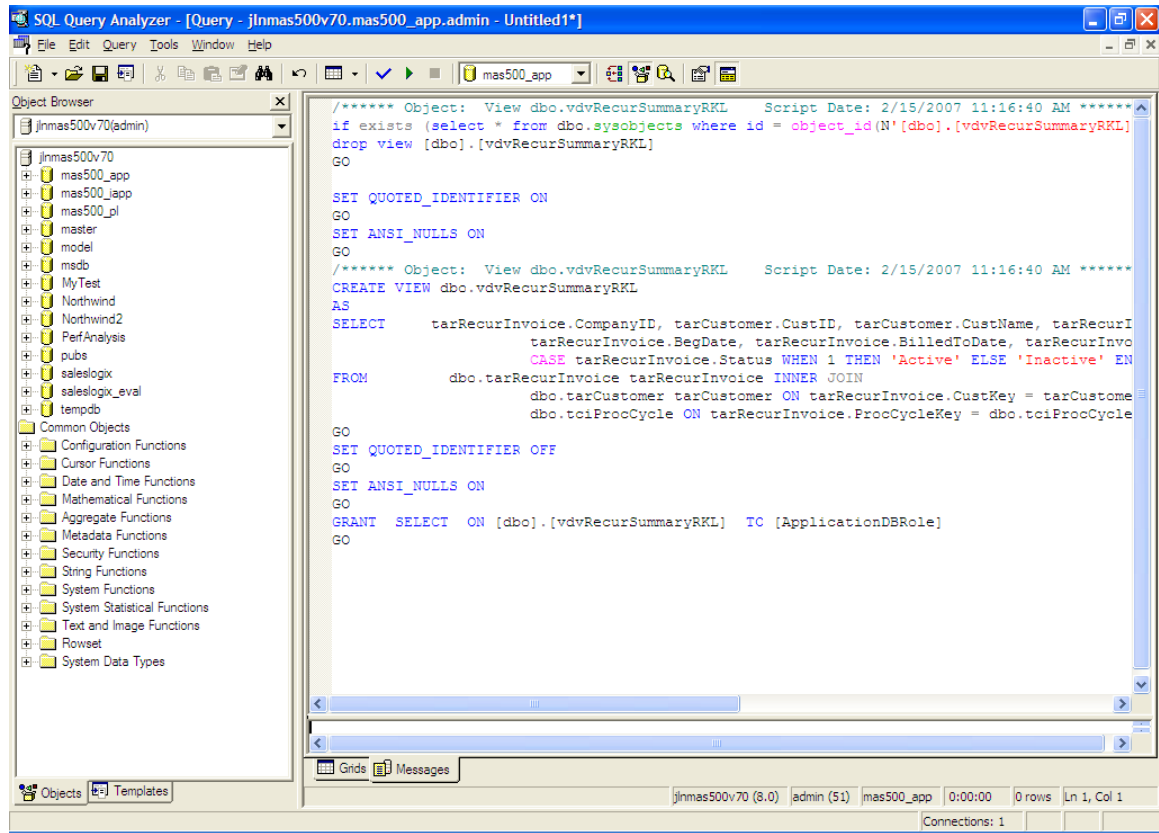 SQL Query Analyzer - [Query - jlnmas500v70.mas500_app.admin - Untitled1*]
File Edit Query Tools Window Help
mas500_app
Object Browser
jlnmas500v70(admin)
jlnmas500v70
mas500_app
mas500_iapp
mas500_pl
master
model
msdb
MyTest
Northwind
Northwind2
PerfAnalysis
pubs
saleslogix
saleslogix_eval
tempdb
Common Objects
Configuration Functions
Cursor Functions
Date and Time Functions
Mathematical Functions
Aggregate Functions
Metadata Functions
Security Functions
String Functions
System Functions
System Statistical Functions
Text and Image Functions
Rowset
System Data Types
Objects Templates
/****** Object: View dbo.vdvRecurSummaryRKL Script Date: 2/15/2007 11:16:40 AM ******
if exists (select * from dbo.sysobjects where id = object_id(N'[dbo].[vdvRecurSummaryRKL]
drop view [dbo].[vdvRecurSummaryRKL]
GO
SET QUOTED_IDENTIFIER ON
GO
SET ANSI_NULLS ON
GO
/****** Object: View dbo.vdvRecurSummaryRKL Script Date: 2/15/2007 11:16:40 AM ******
CREATE VIEW dbo.vdvRecurSummaryRKL
AS
SELECT tarRecurInvoice.CompanyID, tarCustomer.CustID, tarCustomer.CustName, tarRecurI
tarRecurInvoice.BegDate, tarRecurInvoice.BilledToDate, tarRecurInvo
CASE tarRecurInvoice.Status WHEN 1 THEN 'Active' ELSE 'Inactive' EN
FROM dbo.tarRecurInvoice tarRecurInvoice INNER JOIN
dbo.tarCustomer tarCustomer ON tarRecurInvoice.CustKey = tarCustome
dbo.tciProcCycle ON tarRecurInvoice.ProcCycleKey = dbo.tciProcCycle
GO
SET QUOTED_IDENTIFIER OFF
GO
SET ANSI_NULLS ON
GO
GRANT SELECT ON [dbo].[vdvRecurSummaryRKL] TO [ApplicationDBRole]
GO
Grids Messages
jlnmas500v70 (8.0) admin (51) mas500_app 0:00:00 0 rows Ln 1, Col 1
Connections: 1